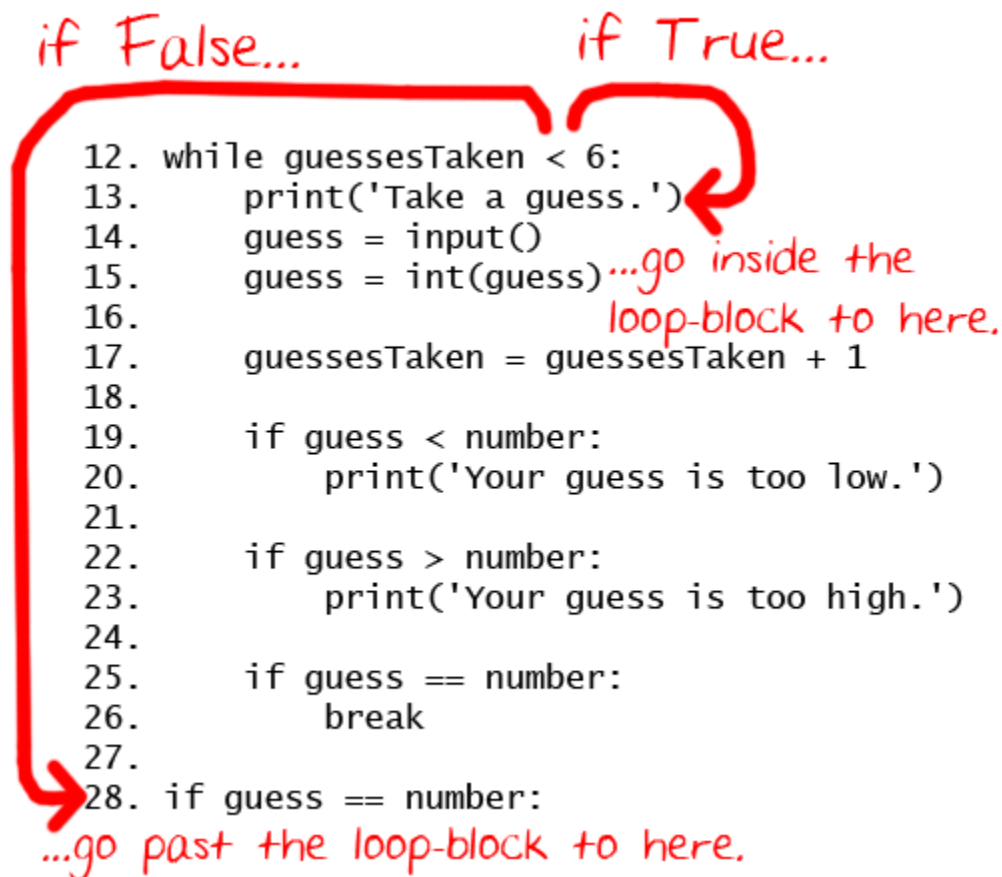 if False... if True...
12. while guessesTaken < 6:
13.     print('Take a guess.')
14.     guess = input()
...go inside the
15.     guess = int(guess)
16.
loop-block to here.
17.     guessesTaken = guessesTaken + 1
18.
19.     if guess < number:
20.         print('Your guess is too low.')
21.
22.     if guess > number:
23.         print('Your guess is too high.')
24.
25.     if guess == number:
26.         break
27.
28. if guess == number:
...go past the loop-block to here.